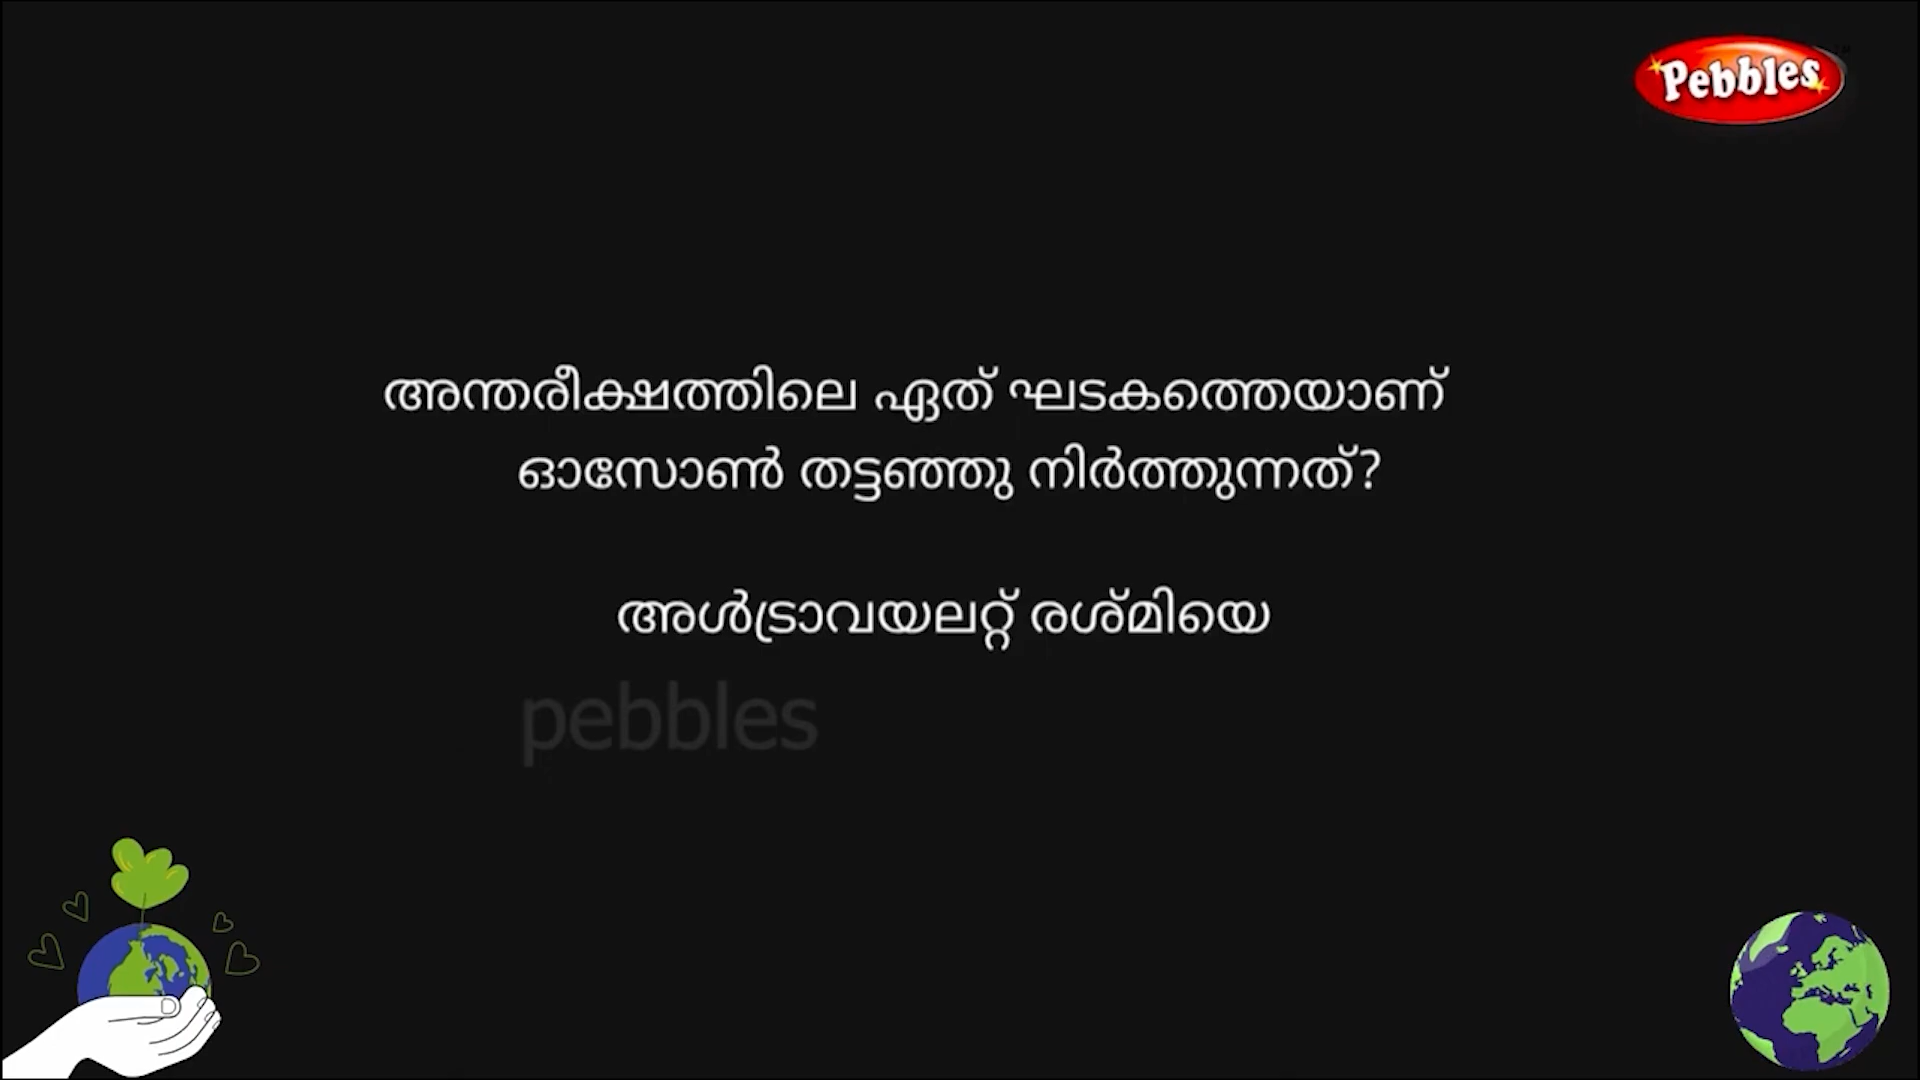 Pebbles
അന്തരീക്ഷത്തിലെ ഏത് ഘടകത്തെയാണ്
ഓസോൺ തട്ടഞ്ഞു നിർത്തുന്നത്?
അൾട്രാവയലറ്റ് രശ്മിയെ
pebbles